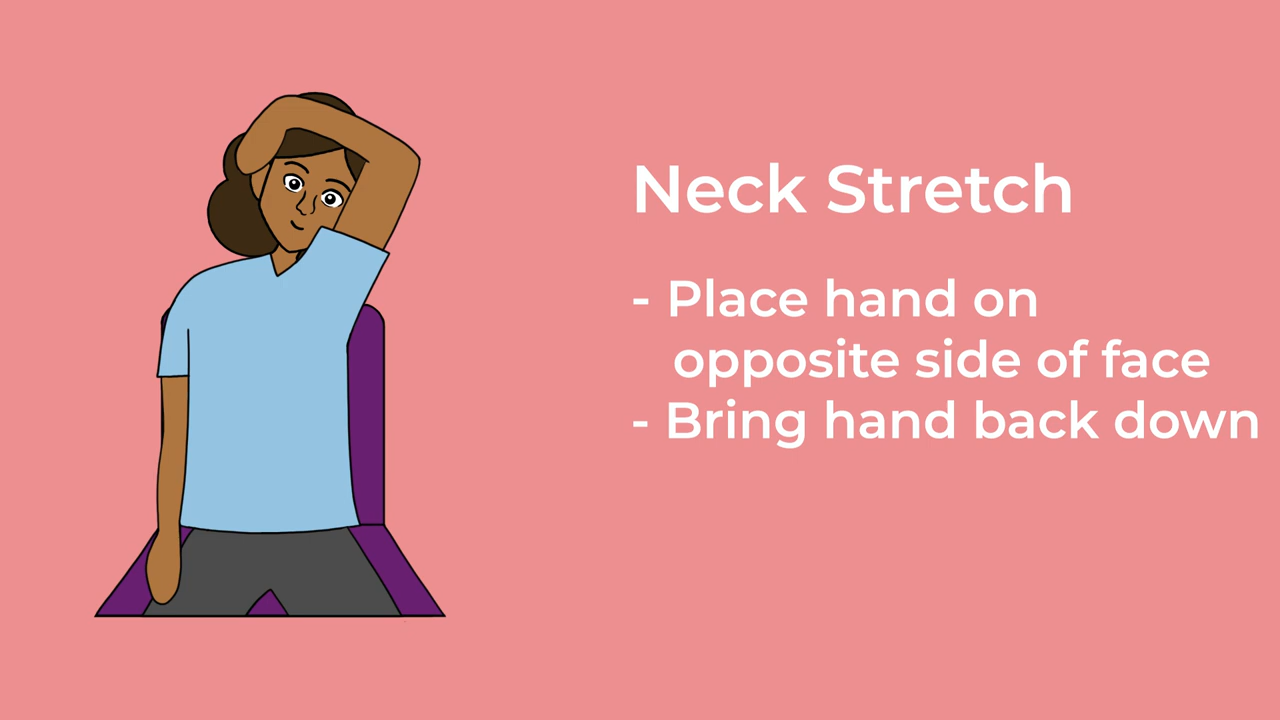 Neck Stretch
- Place hand on
opposite side of face
- Bring hand back down